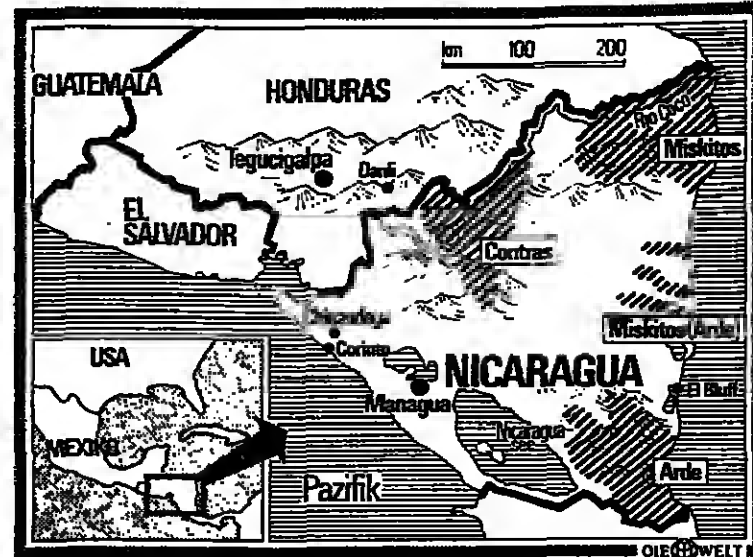 km 100 200
GUATEMALA
HONDURAS
Rio Coco
Miskitos
Tegucigalpa
Danli
EL
SALVADOR
Contras
Miskitos (Arde)
Corinto
USA
NICARAGUA
El Bluff
Managua
MEXIKO
Nicaragua
See
Arde
Pazifik
DIE WELT